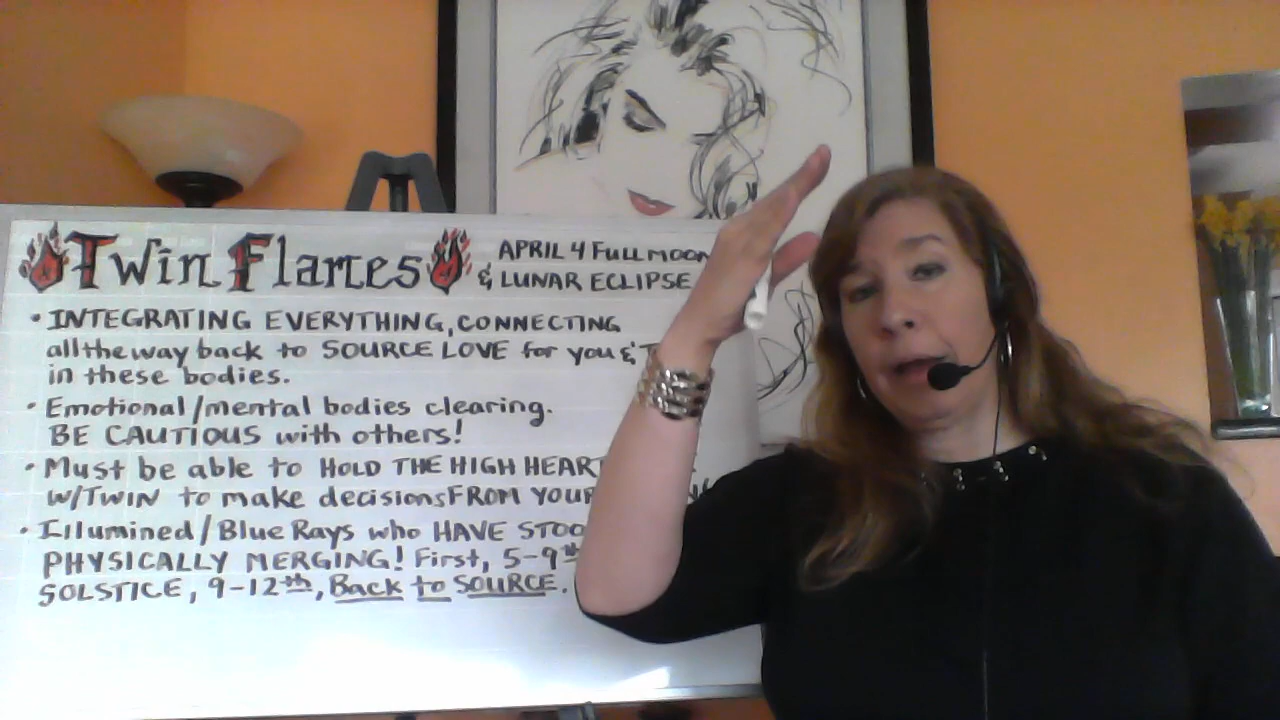 Twin Flames
APRIL 4 FULL MOON
& LUNAR ECLIPSE
• INTEGRATING EVERYTHING, CONNECTING
all the way back to SOURCE LOVE for you &
in these bodies.
• Emotional/mental bodies clearing.
BE CAUTIOUS with others!
• Must be able to HOLD THE HIGH HEART
W/TWIN to make decisions FROM YOUR
• Illumined/Blue Rays who HAVE
PHYSICALLY MERGING! First, 5-9th
SOLSTICE, 9-12th, Back to SOURCE.